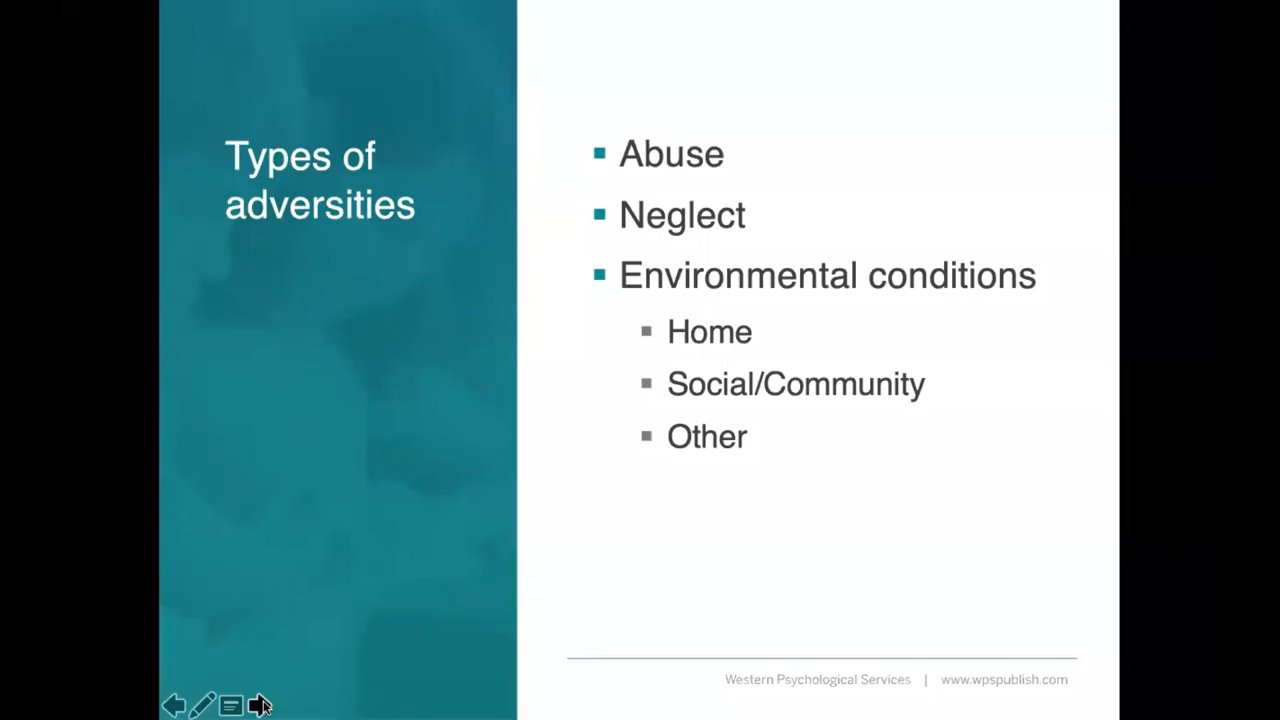 Types of
adversities
Abuse
Neglect
Environmental conditions
Home
Social/Community
Other
Western Psychological Services | www.wpspublish.com